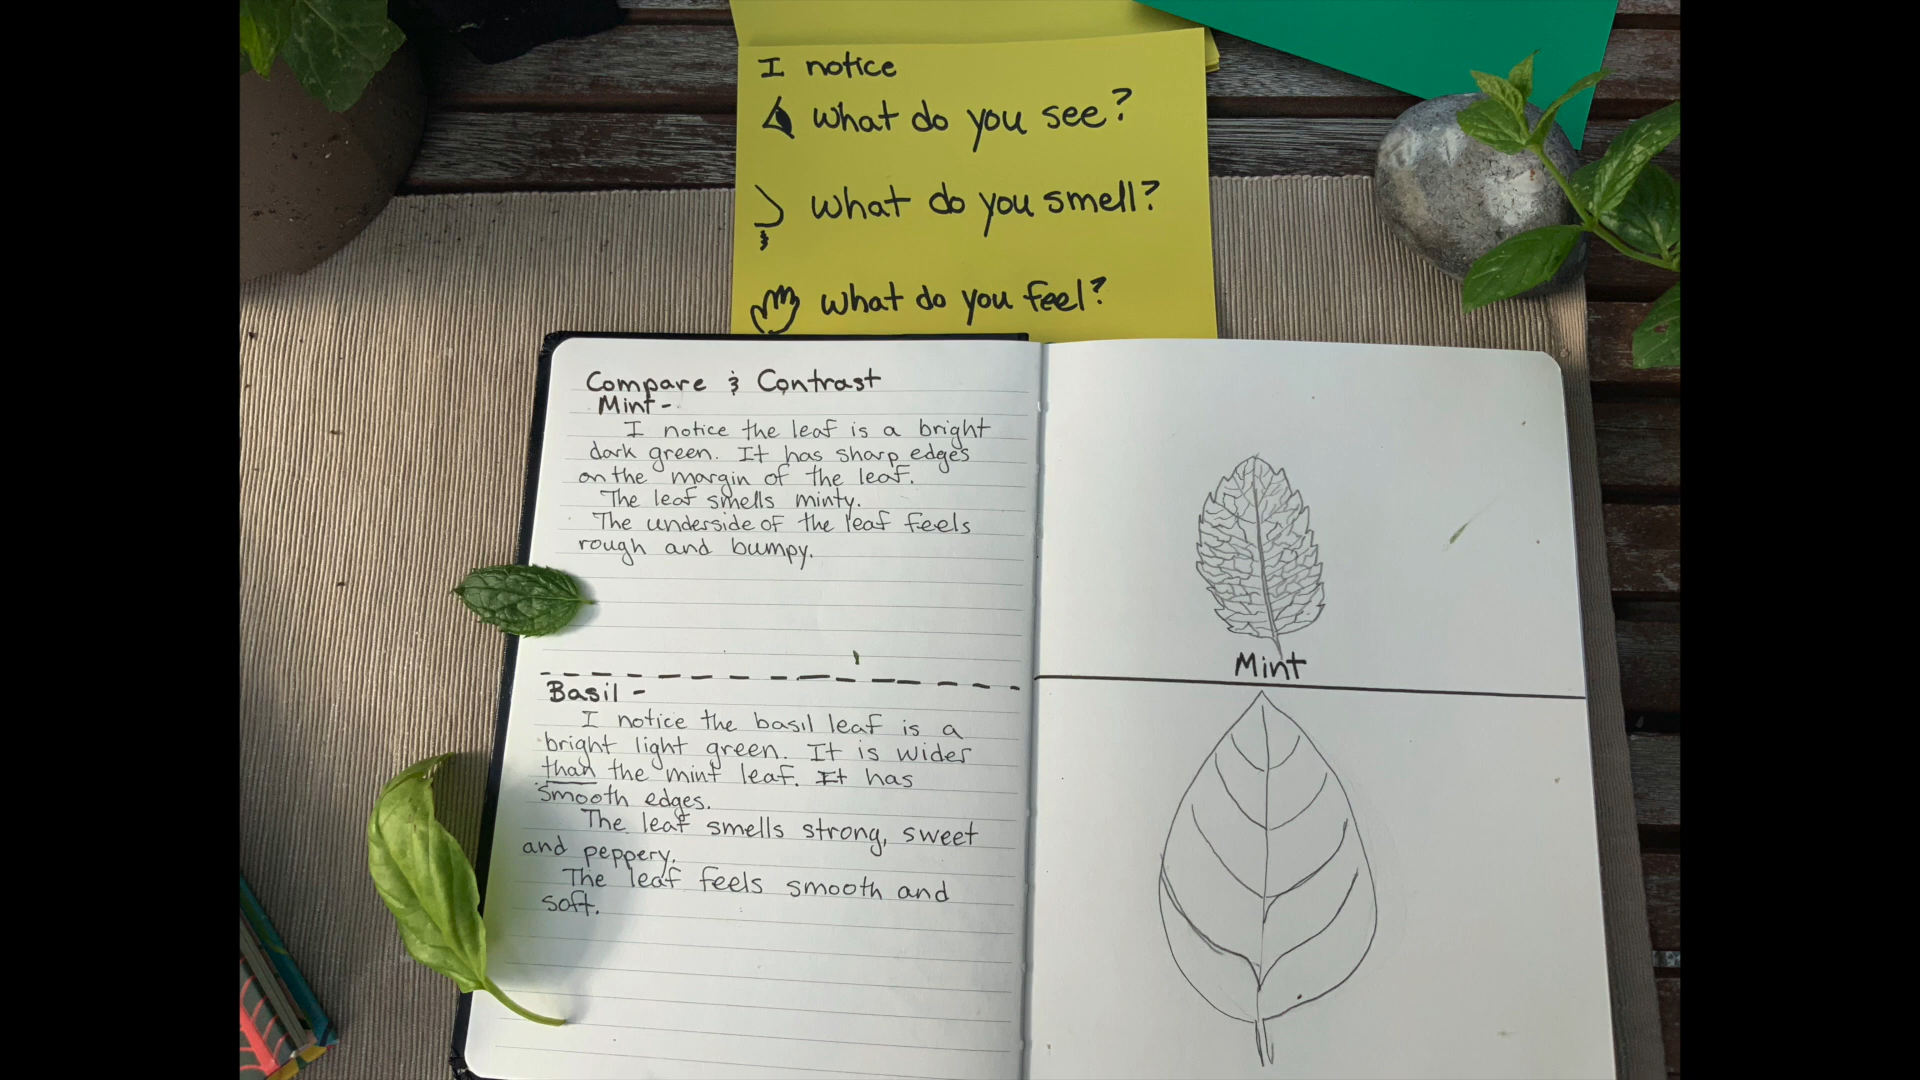 I notice
What do you see?
What do you smell?
What do you feel?
Compare & Contrast
Mint -
I notice the leaf is a bright
dark green. It has sharp edges
on the margin of the leaf.
The leaf smells minty.
The underside of the leaf feels
rough and bumpy.
Basil -
I notice the basil leaf is a
bright light green. It is wider
than the mint leaf. It has
smooth edges.
The leaf smells strong, sweet
and peppery.
The leaf feels smooth and
soft.
Mint